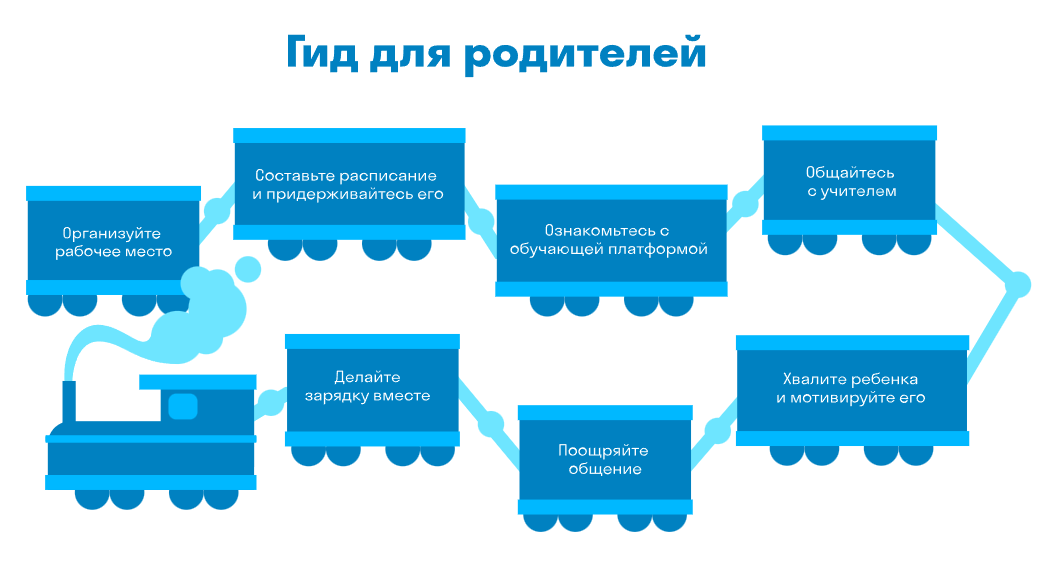 Гид для родителей
Организуйте
рабочее место
Составьте расписание
и придерживайтесь его
Ознакомьтесь с
обучающей платформой
Общайтесь
с учителем
Хвалите ребенка
и мотивируйте его
Поощряйте
общение
Делайте
зарядку вместе